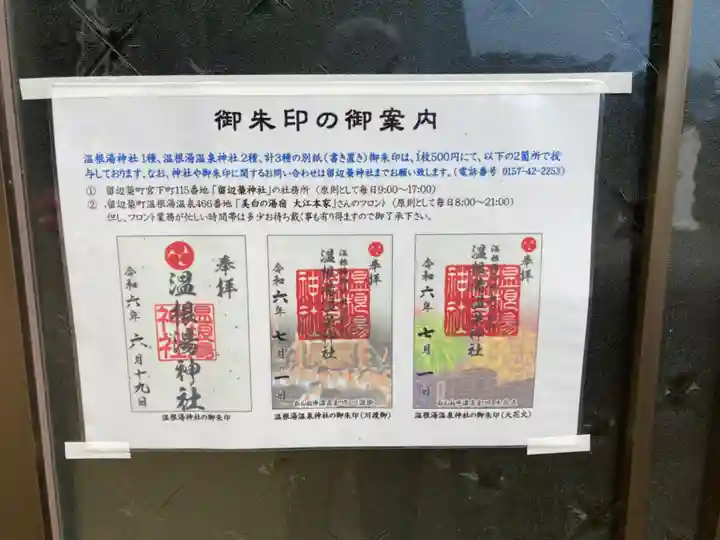 御朱印の御案内
温根湯神社1種、温根湯温泉神社2種、計3種の別紙(書き置き)御朱印は、1枚500円にて、以下の2箇所で授
与しております。なお、神社や御朱印に関するお問い合わせは留辺蘂神社までお願い致します。(電話番号 0157-42-2253)
① 留辺蘂町宮下町115番地「留辺蘂神社」の社務所 (原則として毎日9:00~17:00)
② 留辺蘂町温根湯温泉466番地「美白の湯宿 大江本家」さんのフロント (原則として毎日8:00~21:00)
但し、フロント業務が忙しい時間帯は多少お待ち戴く事も有り得ますので御了承下さい。
奉拝
温根湯神社
令和六年 六月十九日
温根湯神社の御朱印
奉拝
令和六年 七月 一日
温根湯温泉神社の御朱印(川渡御)
奉拝
令和六年 七月 一日
温根湯温泉神社の御朱印(大花火)